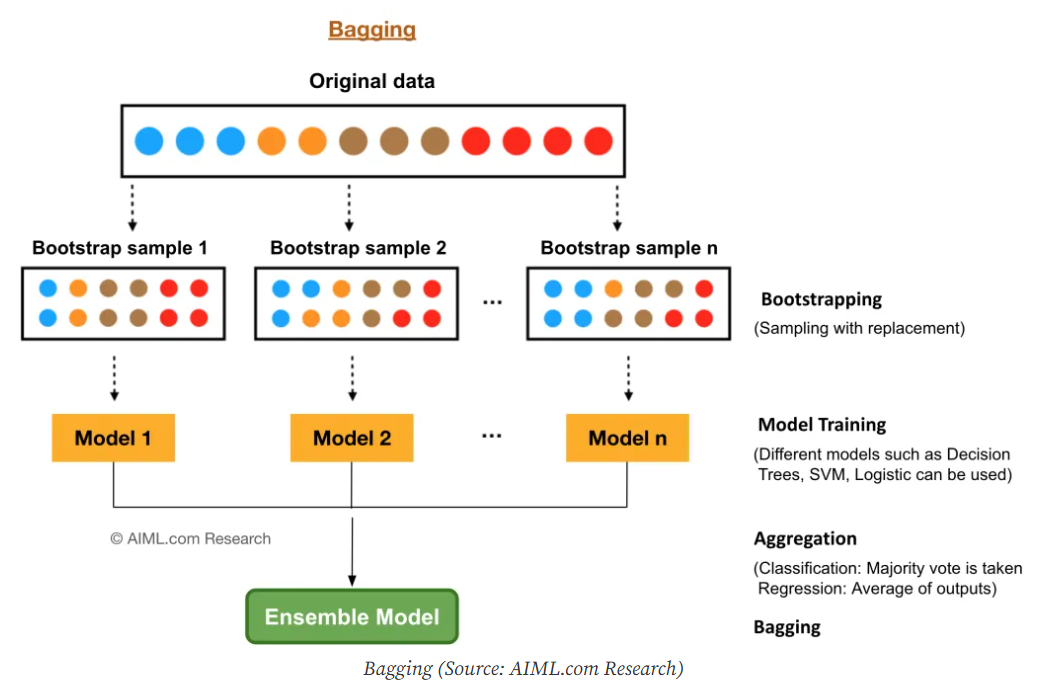 Bagging
Original data
Bootstrap sample 1
Bootstrap sample 2
Bootstrap sample n
...
Bootstrapping
(Sampling with replacement)
Model 1
Model 2
...
Model n
Model Training
(Different models such as Decision
Trees, SVM, Logistic can be used)
© AIML.com Research
Aggregation
(Classification: Majority vote is taken
Regression: Average of outputs)
Ensemble Model
Bagging
Bagging (Source: AIML.com Research)